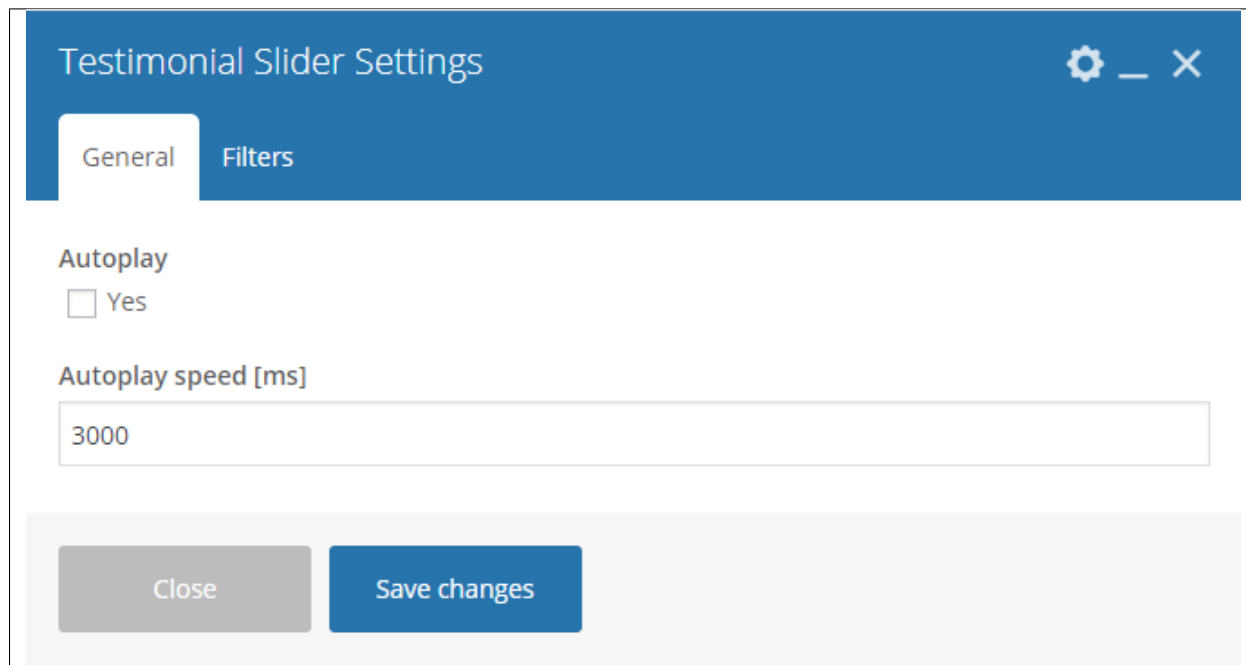 Testimonial Slider Settings
General Filters
Autoplay
Yes
Autoplay speed [ms]
3000
Close Save changes